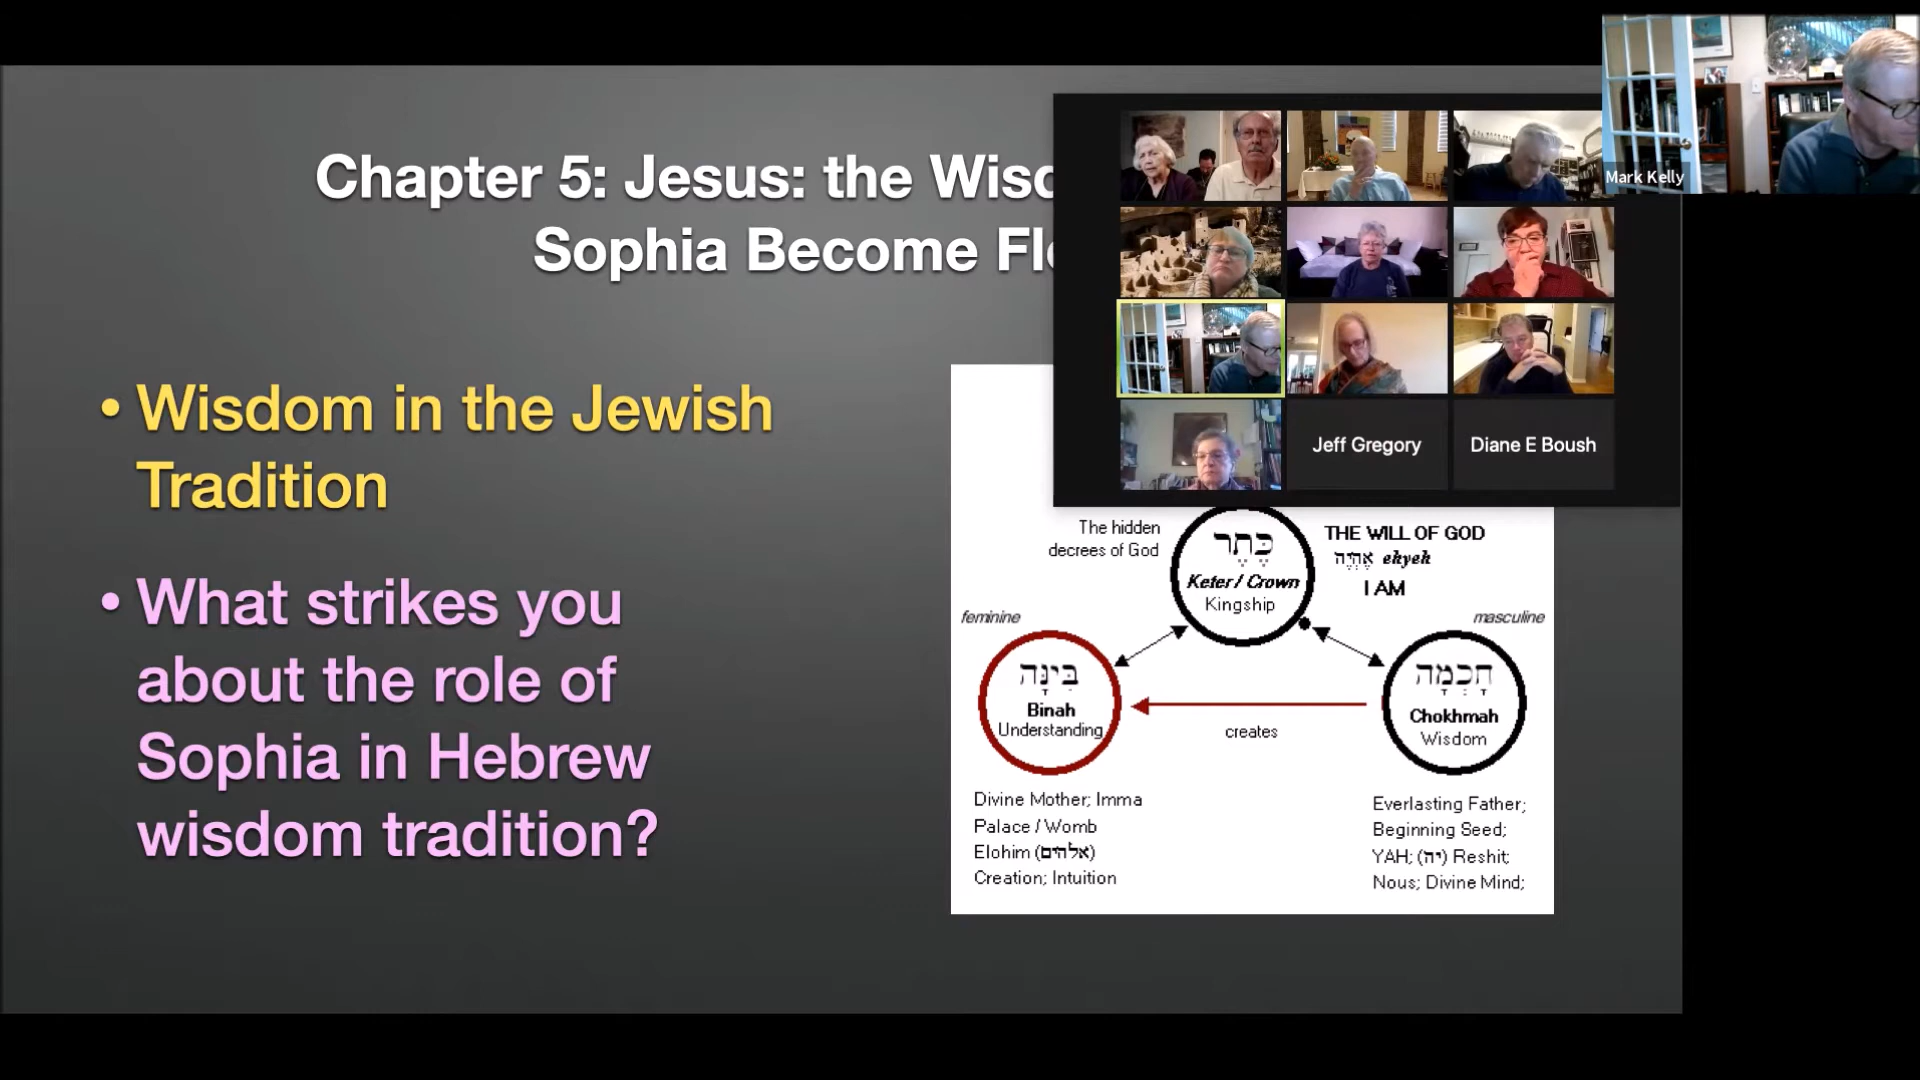 Chapter 5: Jesus: the
Sophia Become
• Wisdom in the Jewish
Tradition
• What strikes you
about the role of
Sophia in Hebrew
wisdom tradition?
The hidden
decrees of God
כֶּתֶר
Keter / Crown
Kingship
THE WILL OF GOD
אֶהְיֶה ehyeh
I AM
feminine
masculine
בִּינָה
Binah
Understanding
creates
חָכְמָה
Chokhmah
Wisdom
Divine Mother; Imma
Palace / Womb
Elohim (אלהים)
Creation; Intuition
Everlasting Father;
Beginning Seed;
YAH; (יה) Reshit;
Nous; Divine Mind;
Jeff Gregory
Diane E Boush
Mark Kelly